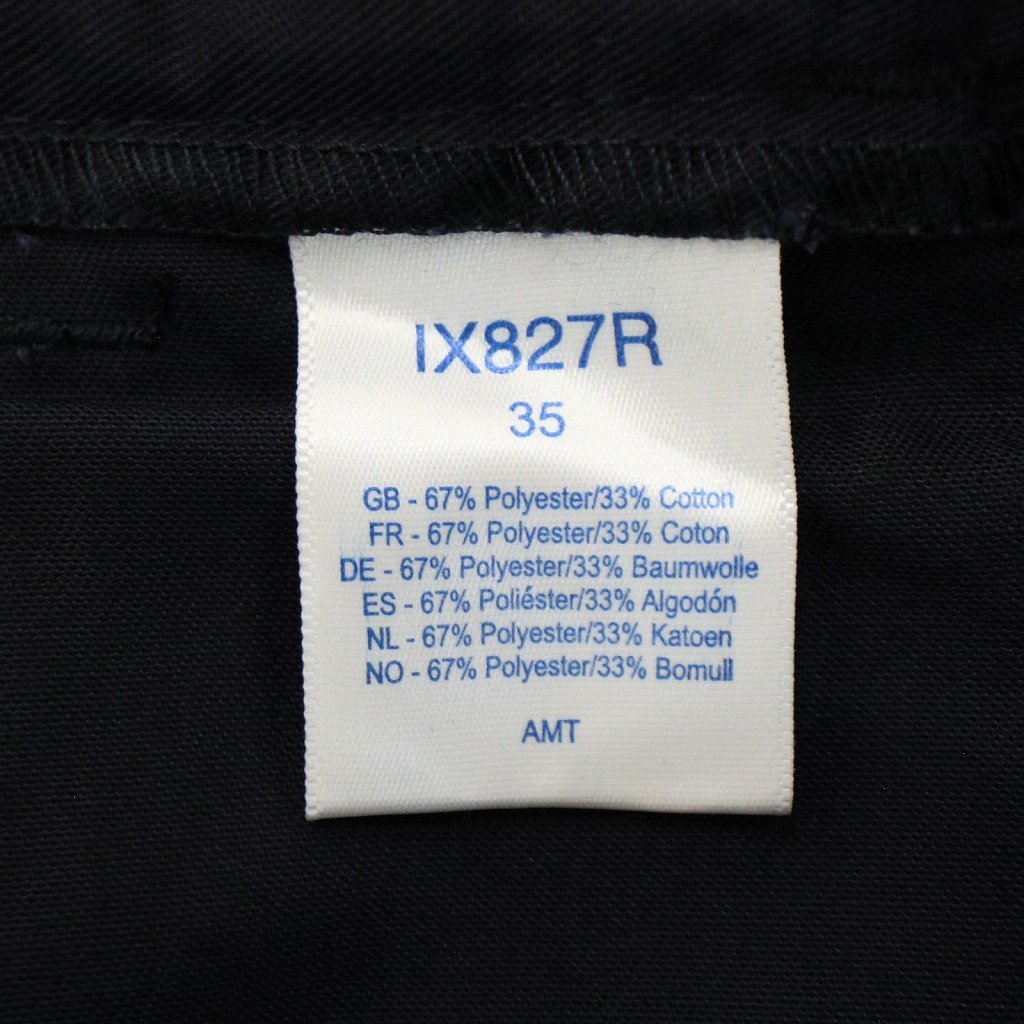 IX827R
35
GB - 67% Polyester/33% Cotton
FR - 67% Polyester/33% Coton
DE - 67% Polyester/33% Baumwolle
ES - 67% Poliéster/33% Algodón
NL - 67% Polyester/33% Katoen
NO - 67% Polyester/33% Bomull
AMT